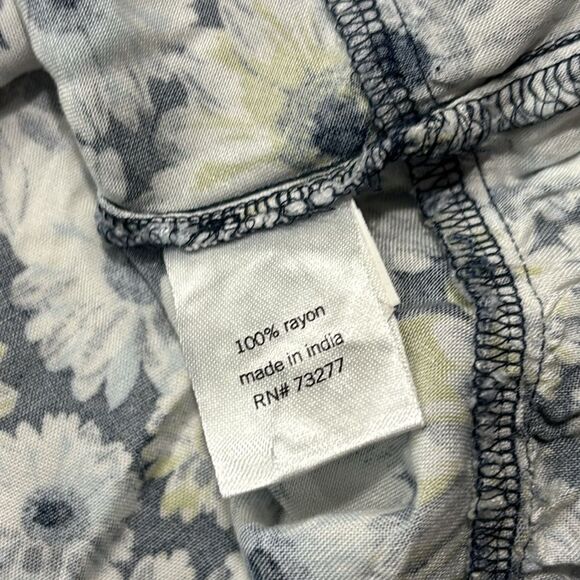 100% rayon
made in india
RN# 73277